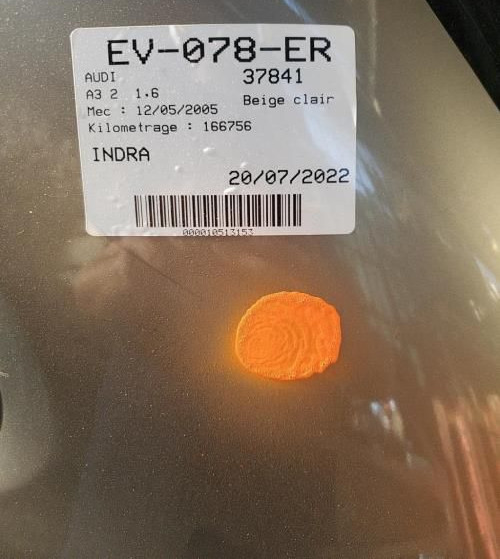 EV-078-ER
AUDI 37841
A3 2 1.6 Beige clair
Mec : 12/05/2005
Kilometrage : 166756
INDRA
20/07/2022
000010513153